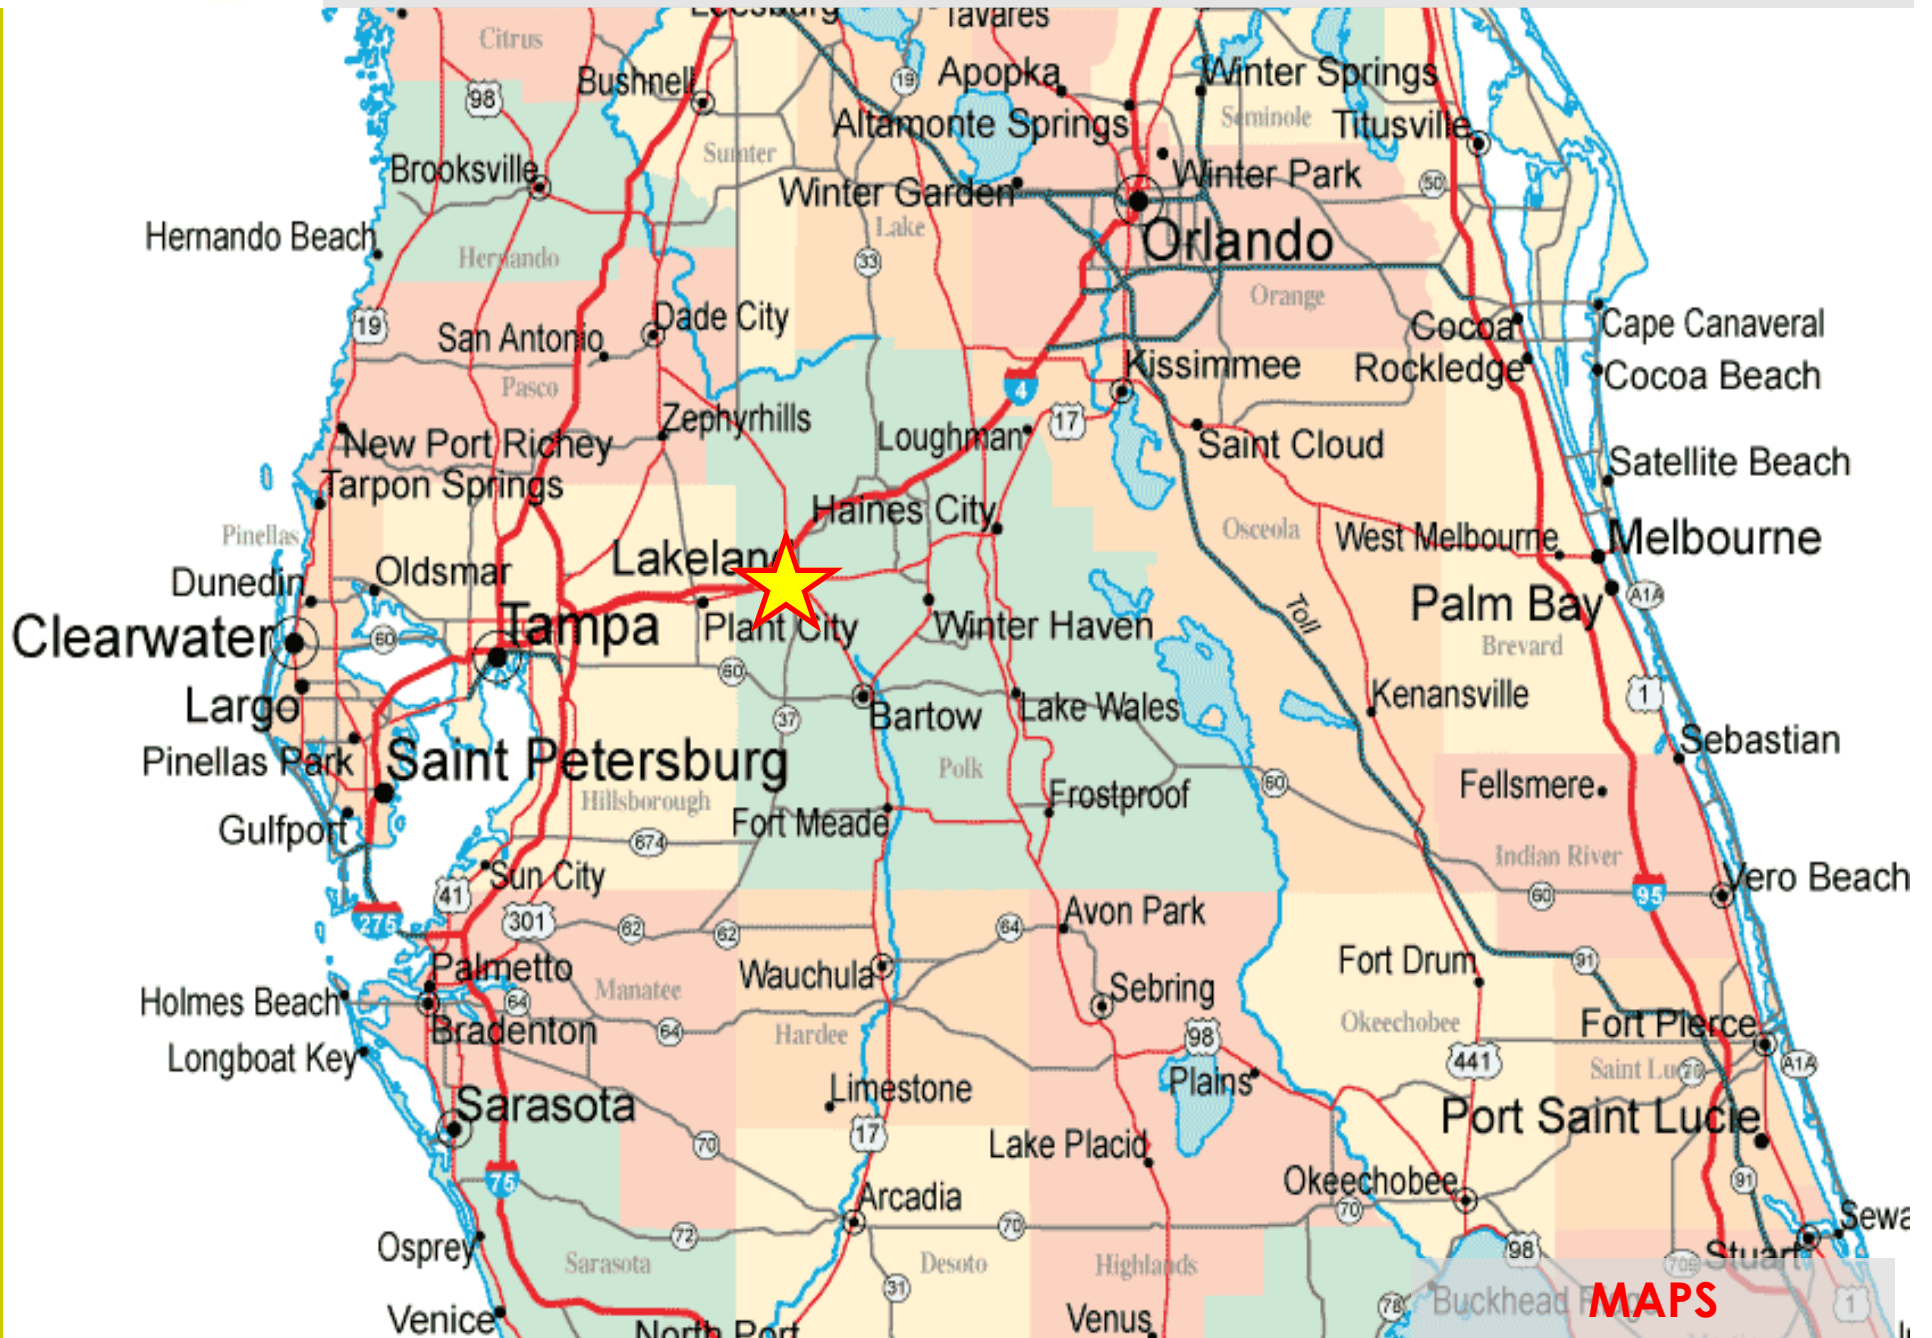 Leesburg
Tavares
Citrus
Bushnell
98
19
Apopka
Winter Springs
Altamonte Springs
Seminole
Titusville
Sumter
Brooksville
Winter Garden
Winter Park
50
Lake
Hernando Beach
Hernando
33
Orlando
Orange
19
San Antonio
Dade City
Cocoa
Cape Canaveral
Pasco
4
Kissimmee
Rockledge
Cocoa Beach
Zephyrhills
17
New Port Richey
Loughman
Saint Cloud
Satellite Beach
Tarpon Springs
Haines City
Pinellas
Osceola
West Melbourne
Melbourne
Dunedin
Oldsmar
Lakeland
Toll
A1A
Palm Bay
Clearwater
60
Tampa
Plant City
Winter Haven
Brevard
60
Largo
37
Bartow
Lake Wales
Kenansville
1
Pinellas Park
Saint Petersburg
Polk
Sebastian
60
Fellsmere
Hillsborough
Frostproof
Gulfport
Fort Meade
674
Indian River
Sun City
41
301
275
60
95
Vero Beach
62
62
64
Avon Park
Palmetto
Wauchula
Fort Drum
91
Holmes Beach
64
Manatee
Sebring
Bradenton
64
Hardee
98
Okeechobee
Fort Pierce
Longboat Key
441
Saint Luc
70
A1A
Plains
Limestone
Sarasota
Port Saint Lucie
70
17
Lake Placid
75
Okeechobee
91
Arcadia
70
70
Osprey
72
Sewa
Sarasota
Desoto
Highlands
98
709
Stuart
31
78
Buckhead
MAPS
1
Venice
North Port
Venus